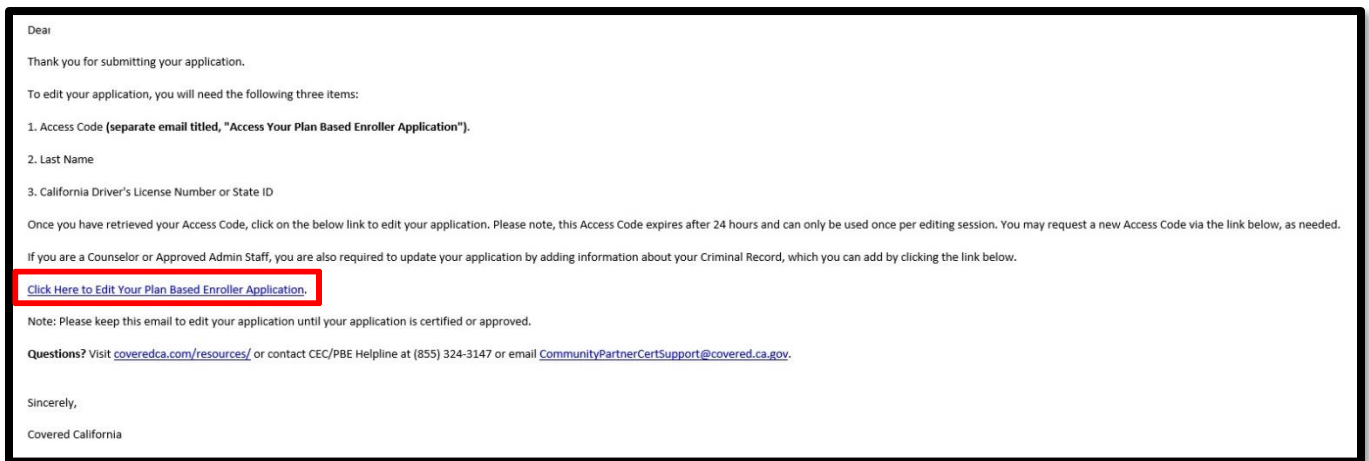 Dear
Thank you for submitting your application.
To edit your application, you will need the following three items:
1. Access Code (separate email titled, "Access Your Plan Based Enroller Application").
2. Last Name
3. California Driver's License Number or State ID
Once you have retrieved your Access Code, click on the below link to edit your application. Please note, this Access Code expires after 24 hours and can only be used once per editing session. You may request a new Access Code via the link below, as needed.
If you are a Counselor or Approved Admin Staff, you are also required to update your application by adding information about your Criminal Record, which you can add by clicking the link below.
Click Here to Edit Your Plan Based Enroller Application.
Note: Please keep this email to edit your application until your application is certified or approved.
Questions? Visit coveredca.com/resources/ or contact CEC/PBE Helpline at (855) 324-3147 or email CommunityPartnerCertSupport@covered.ca.gov.
Sincerely,
Covered California